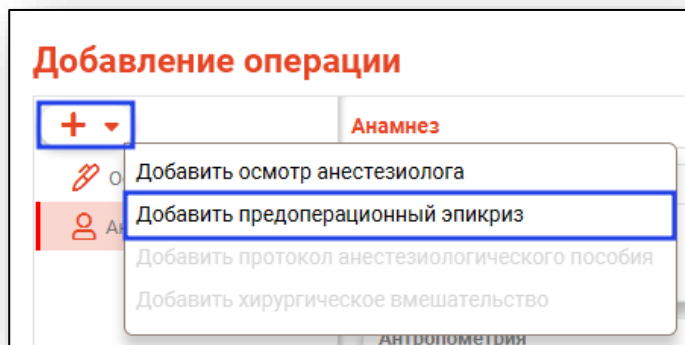 Добавление операции
Анамнез
Добавить осмотр анестезиолога
Добавить предоперационный эпикриз
Добавить протокол анестезиологического пособия
Добавить хирургическое вмешательство
Антропометрия